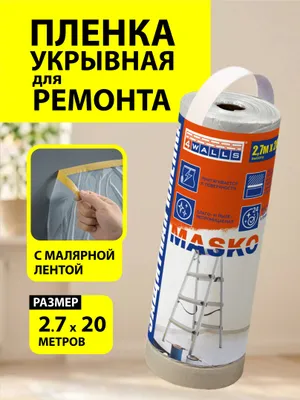 ПЛЕНКА
УКРЫВНАЯ
для
РЕМОНТА
С МАЛЯРНОЙ
ЛЕНТОЙ
РАЗМЕР
2.7 x 20
МЕТРОВ
4WALLS
MASKO